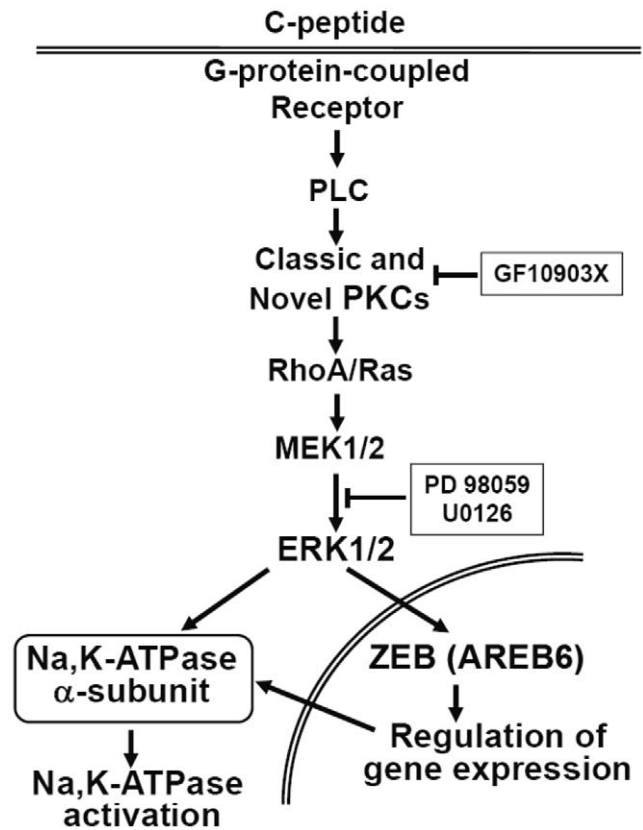 C-peptide
G-protein-coupled
Receptor
PLC
Classic and
Novel PKCs
GF10903X
RhoA/Ras
MEK1/2
PD 98059
U0126
ERK1/2
Na,K-ATPase
α-subunit
ZEB (AREB6)
Regulation of
gene expression
Na,K-ATPase
activation